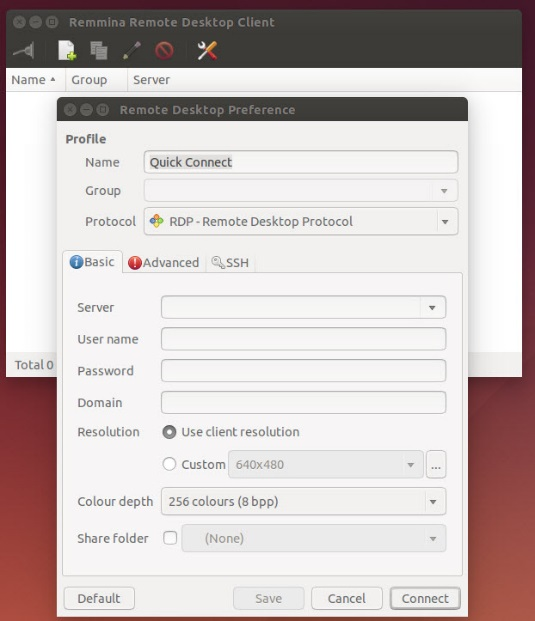 Remmina Remote Desktop Client
Name Group Server
Remote Desktop Preference
Profile
Name Quick Connect
Group
Protocol RDP - Remote Desktop Protocol
Basic Advanced SSH
Server
User name
Password
Domain
Resolution Use client resolution
Custom 640x480 ...
Colour depth 256 colours (8 bpp)
Share folder (None)
Total 0
Default Save Cancel Connect